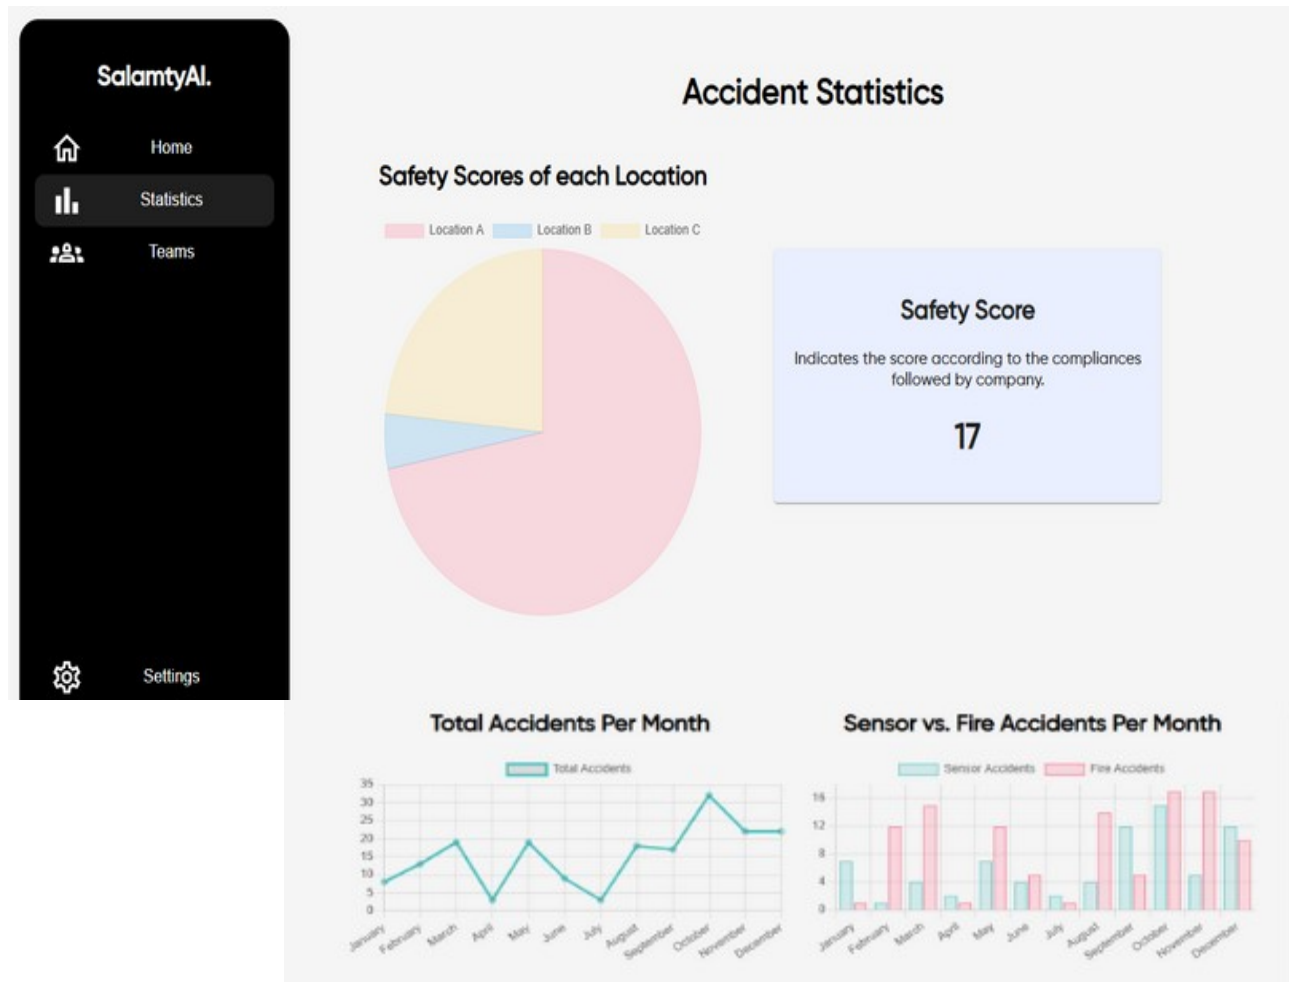 SalamtyAI.
Home
Statistics
Teams
Settings
Accident Statistics
Safety Scores of each Location
Location A Location B Location C
Safety Score
Indicates the score according to the compliances
followed by company.
17
Total Accidents Per Month
Total Accidents
35
30
25
20
15
10
5
0
January February March April May June July August September October November December
Sensor vs. Fire Accidents Per Month
Sensor Accidents Fire Accidents
16
12
8
4
0
January February March April May June July August September October November December